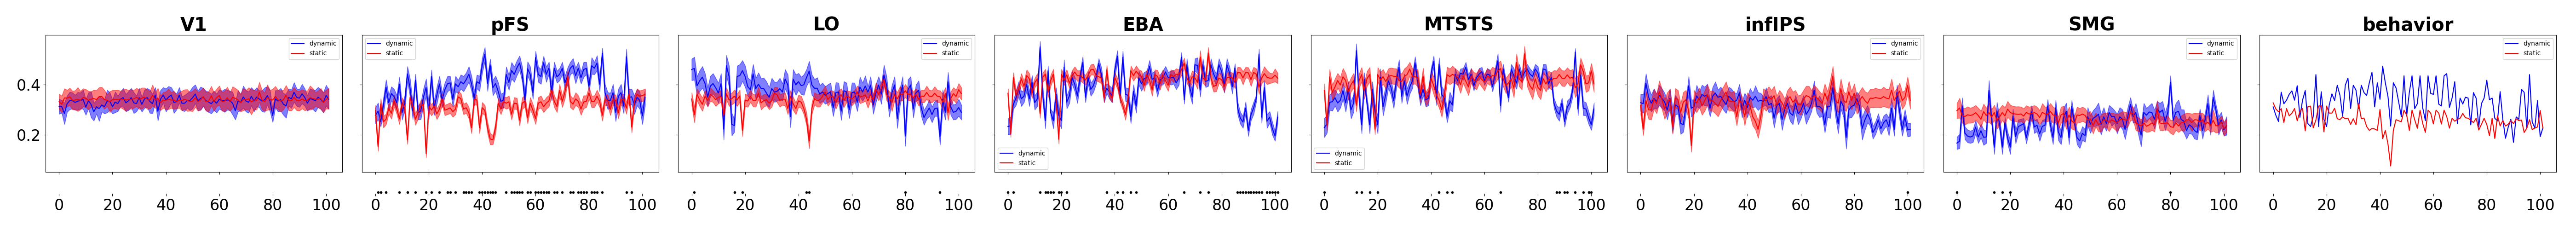 V1 pFS LO EBA MTSTS infIPS SMG behavior
dynamic dynamic dynamic dynamic dynamic dynamic
static static static static static static
0.4
0.2
dynamic dynamic
static static
0 20 40 60 80 100 0 20 40 60 80 100 0 20 40 60 80 100 0 20 40 60 80 100 0 20 40 60 80 100 0 20 40 60 80 100 0 20 40 60 80 100 0 20 40 60 80 100